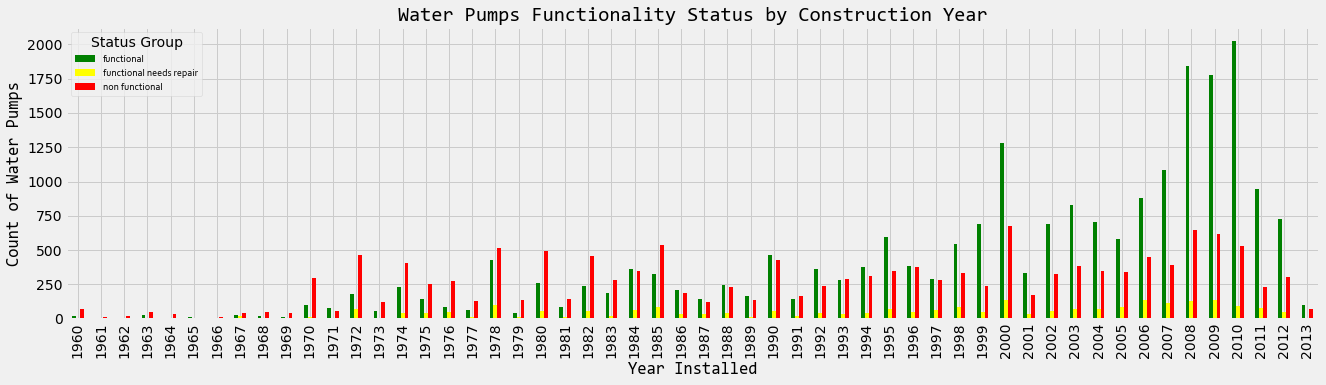 Water Pumps Functionality Status by Construction Year
Status Group
functional
functional needs repair
non functional
Count of Water Pumps
2000
1750
1500
1250
1000
750
500
250
0
1960 1961 1962 1963 1964 1965 1966 1967 1968 1969 1970 1971 1972 1973 1974 1975 1976 1977 1978 1979 1980 1981 1982 1983 1984 1985 1986 1987 1988 1989 1990 1991 1992 1993 1994 1995 1996 1997 1998 1999 2000 2001 2002 2003 2004 2005 2006 2007 2008 2009 2010 2011 2012 2013
Year Installed